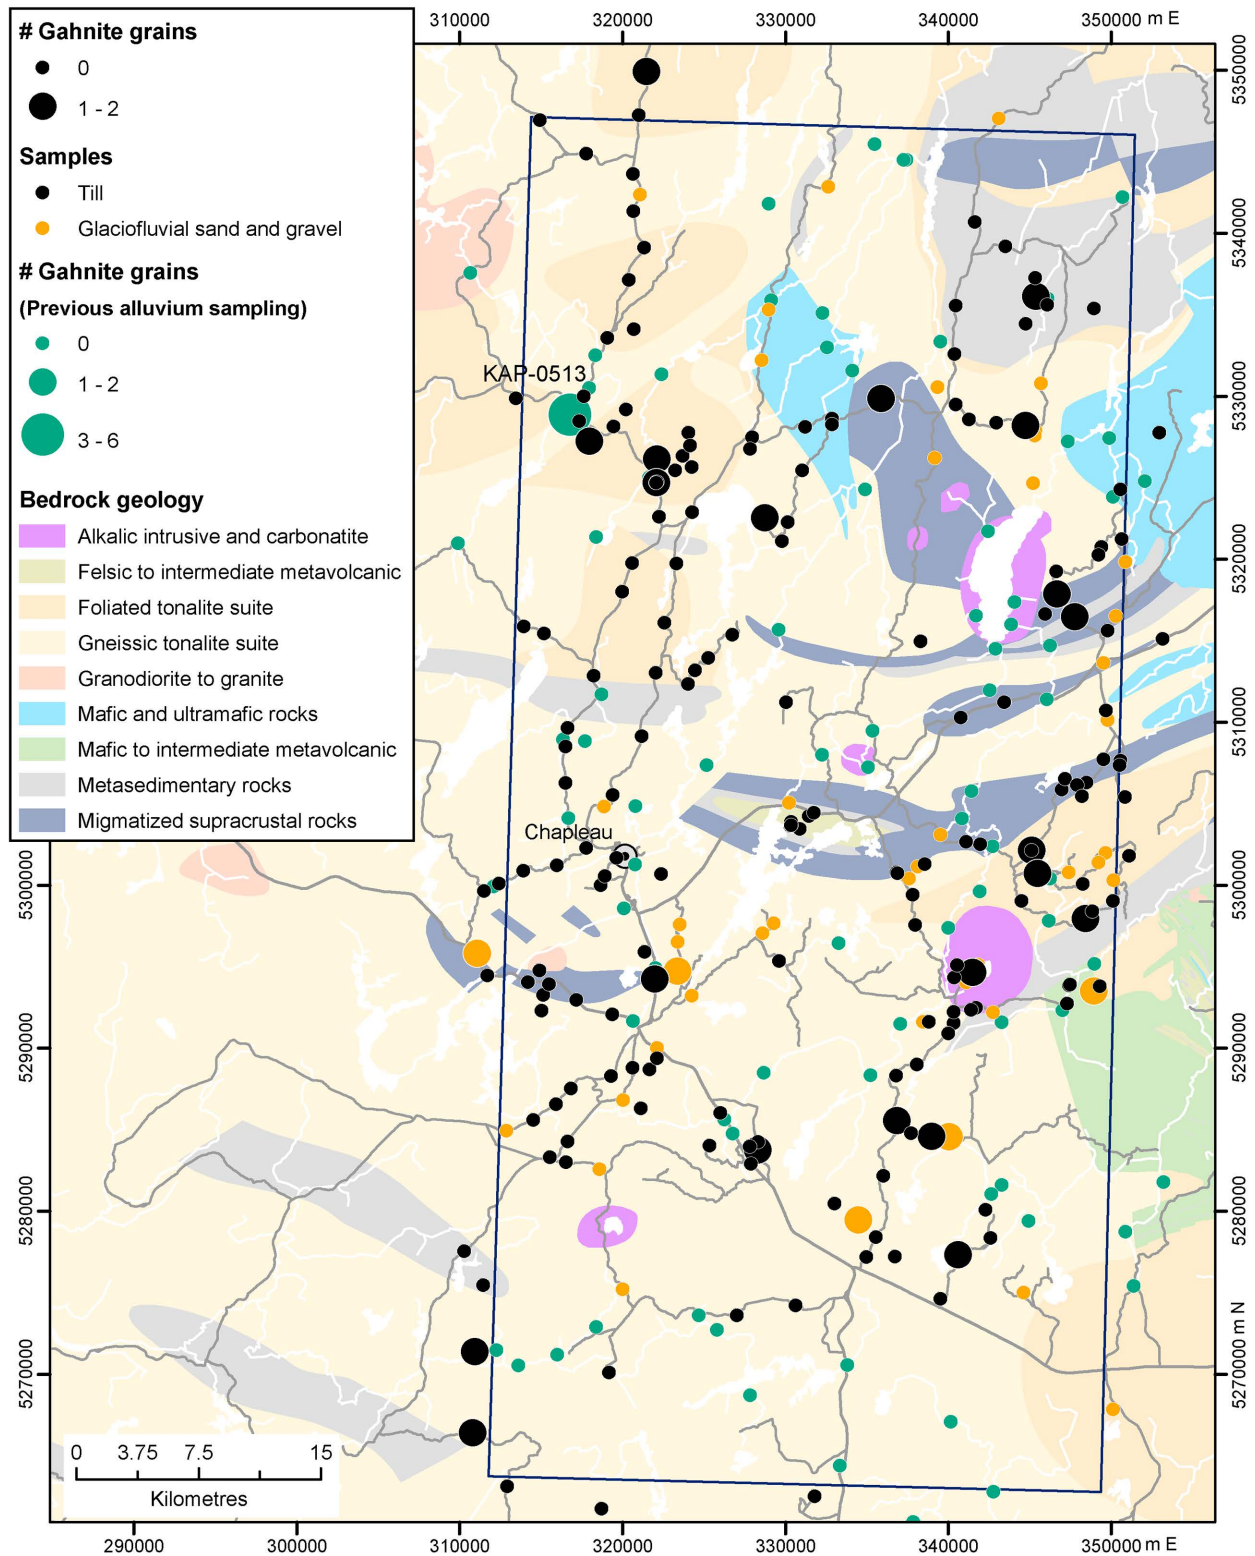 # Gahnite grains
0
1 - 2
Samples
Till
Glaciofluvial sand and gravel
# Gahnite grains
(Previous alluvium sampling)
0
1 - 2
3 - 6
Bedrock geology
Alkalic intrusive and carbonatite
Felsic to intermediate metavolcanic
Foliated tonalite suite
Gneissic tonalite suite
Granodiorite to granite
Mafic and ultramafic rocks
Mafic to intermediate metavolcanic
Metasedimentary rocks
Migmatized supracrustal rocks
310000 320000 330000 340000 350000 m E
5350000
5340000
5330000
5320000
5310000
5300000
5290000
5280000
5270000 m N
KAP-0513
Chapleau
5300000
5290000
5280000
5270000
0 3.75 7.5 15
Kilometres
290000 300000 310000 320000 330000 340000 350000 m E